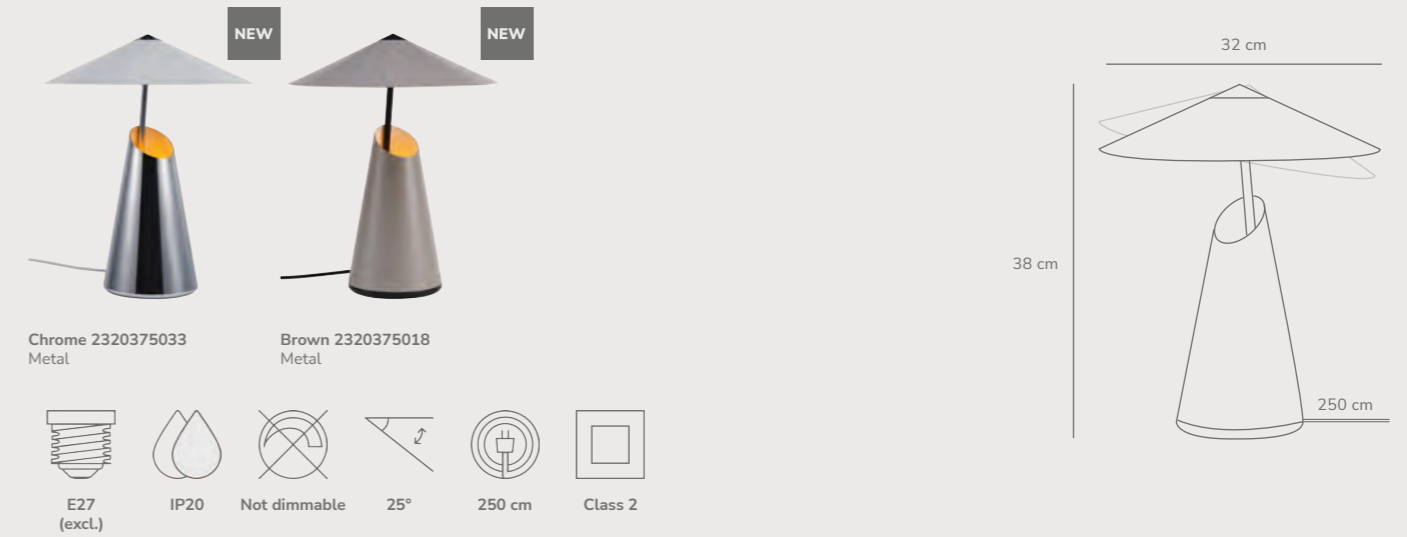 NEW
NEW
32 cm
38 cm
250 cm
Chrome 2320375033
Metal
Brown 2320375018
Metal
E27
(excl.)
IP20
Not dimmable
25°
250 cm
Class 2